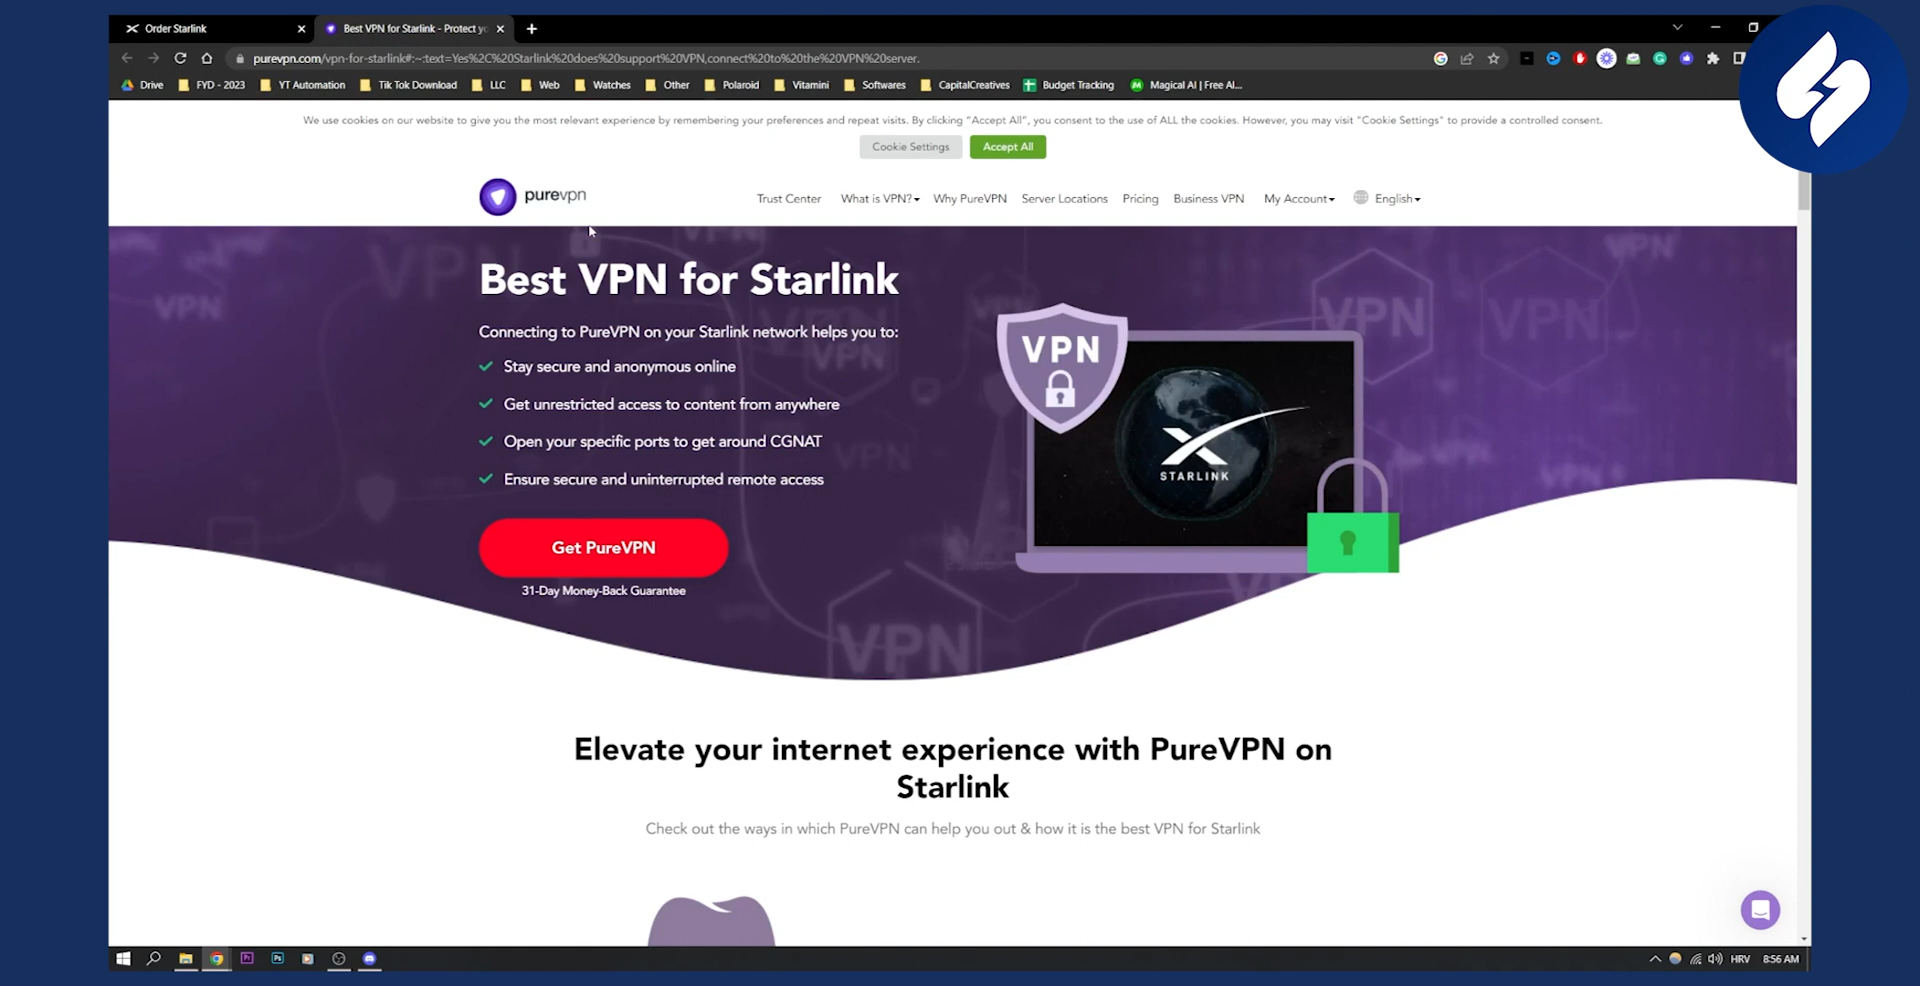 Order Starlink
Best VPN for Starlink - Protect yo
purevpn.com/vpn-for-starlink#:~:text=Yes%2C%20Starlink%20does%20support%20VPN,connect%20to%20the%20VPN%20server.
Drive FYD - 2023 YT Automation Tik Tok Download LLC Web Watches Other Polaroid Vitamini Softwares CapitalCreatives Budget Tracking Magical AI | Free AI...
We use cookies on our website to give you the most relevant experience by remembering your preferences and repeat visits. By clicking "Accept All", you consent to the use of ALL the cookies. However, you may visit "Cookie Settings" to provide a controlled consent.
Cookie Settings Accept All
purevpn
Trust Center What is VPN? Why PureVPN Server Locations Pricing Business VPN My Account English
Best VPN for Starlink
Connecting to PureVPN on your Starlink network helps you to:
Stay secure and anonymous online
Get unrestricted access to content from anywhere
Open your specific ports to get around CGNAT
Ensure secure and uninterrupted remote access
Get PureVPN
31-Day Money-Back Guarantee
VPN
STARLINK
VPN
VPN
VPN
VPN
VPN
VPN
VPN
VPN
Elevate your internet experience with PureVPN on
Starlink
Check out the ways in which PureVPN can help you out & how it is the best VPN for Starlink
Pr Ps HRV 8:56 AM